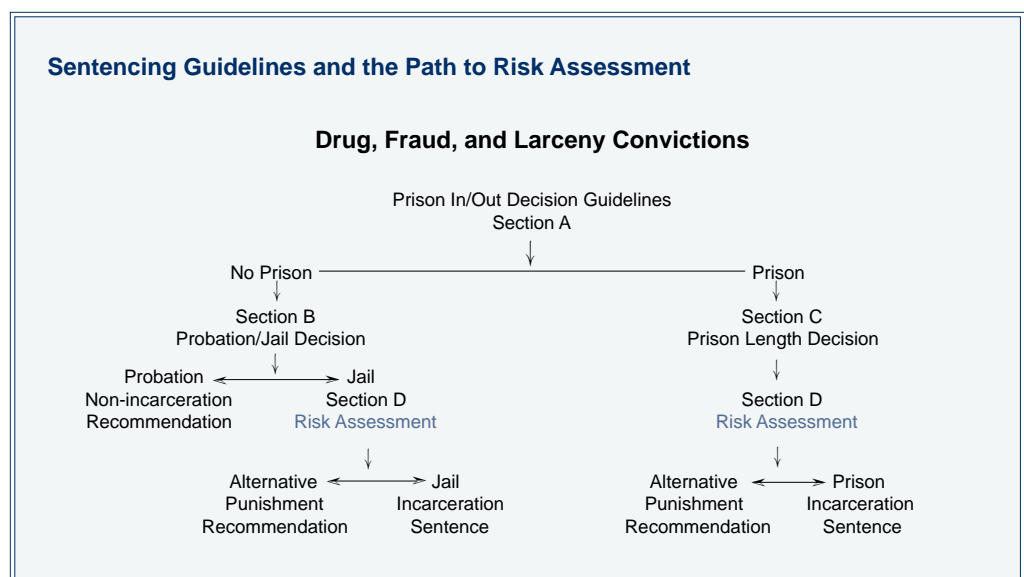 Sentencing Guidelines and the Path to Risk Assessment
Drug, Fraud, and Larceny Convictions
Prison In/Out Decision Guidelines
Section A
No Prison
Prison
Section B
Probation/Jail Decision
Section C
Prison Length Decision
Probation
Non-incarceration
Recommendation
Jail
Section D
Risk Assessment
Section D
Risk Assessment
Alternative
Punishment
Recommendation
Jail
Incarceration
Sentence
Alternative
Punishment
Recommendation
Prison
Incarceration
Sentence